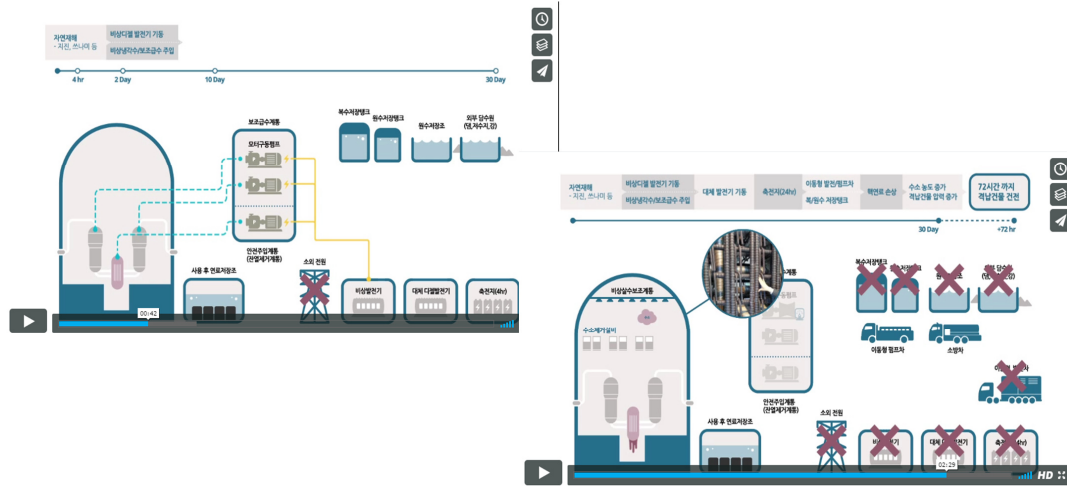 자연재해
- 지진, 쓰나미 등
비상디젤 발전기 기동
비상냉각수/보조급수 주입
4 hr
2 Day
10 Day
30 Day
보조급수계통
모터구동펌프
안전주입계통
(잔열제거계통)
복수저장탱크
원수저장탱크
원수저장조
외부 담수원
(댐,저수지,강)
사용 후 연료저장조
소외 전원
비상발전기
대체 디젤발전기
축전지(4hr)
00:42
자연재해
- 지진, 쓰나미 등
비상디젤 발전기 기동
비상냉각수/보조급수 주입
대체 발전기 기동
축전지(24hr)
이동형 발전/펌프차
복/원수 저장탱크
핵연료 손상
수소 농도 증가
격납건물 압력 증가
72시간 까지
격납건물 건전
30 Day
+72 hr
비상살수보조계통
안전주입계통
(잔열제거계통)
복수저장탱크
이동형 펌프차
소방차
사용 후 연료저장조
소외 전원
02:29
HD